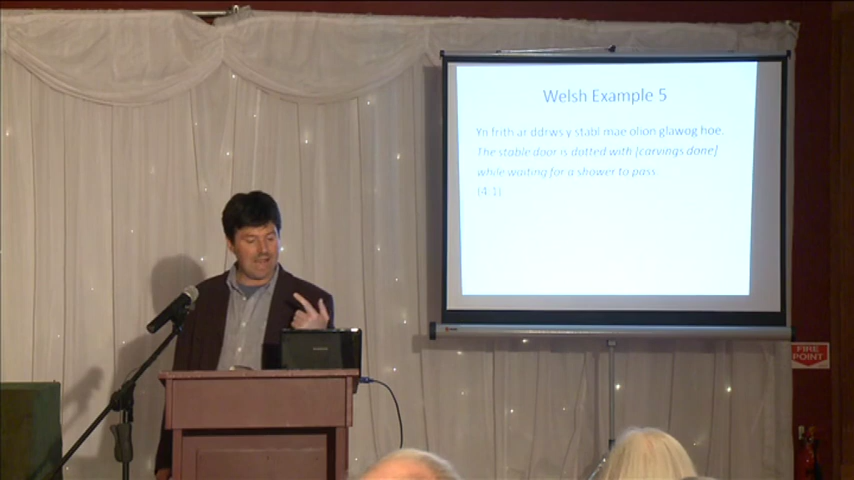 Welsh Example 5
Yn frith ar ddrws y stabl mae olion glawog hoe.
The stable door is dotted with [carvings done]
while waiting for a shower to pass.
(4.1)
FIRE
POINT